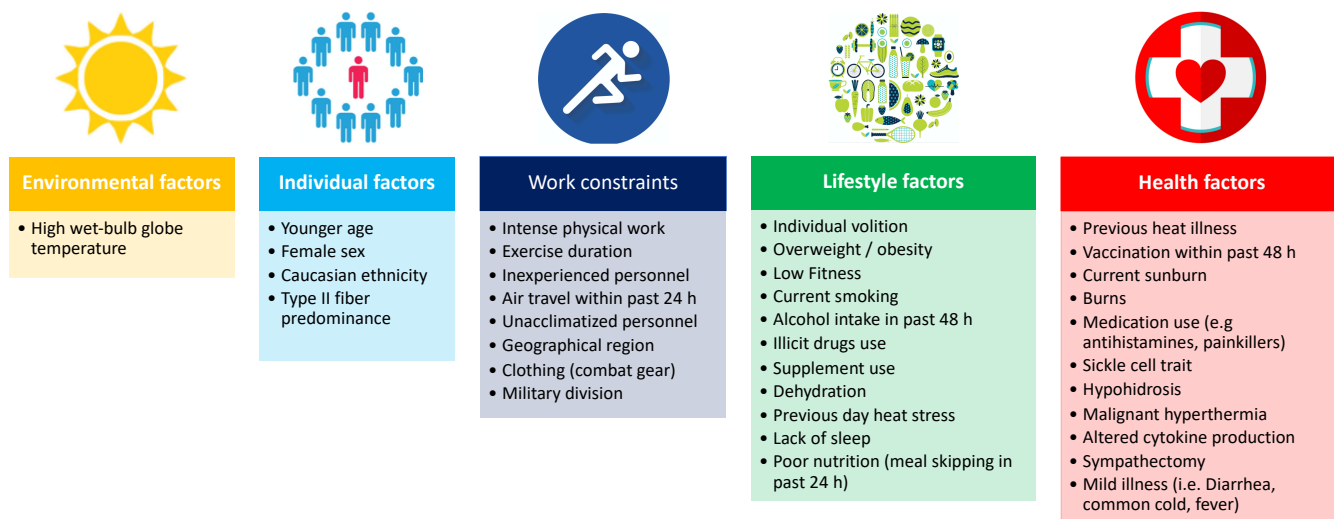 Environmental factors
• High wet-bulb globe
temperature
Individual factors
• Younger age
• Female sex
• Caucasian ethnicity
• Type II fiber
predominance
Work constraints
• Intense physical work
• Exercise duration
• Inexperienced personnel
• Air travel within past 24 h
• Unacclimatized personnel
• Geographical region
• Clothing (combat gear)
• Military division
Lifestyle factors
• Individual volition
• Overweight / obesity
• Low Fitness
• Current smoking
• Alcohol intake in past 48 h
• Illicit drugs use
• Supplement use
• Dehydration
• Previous day heat stress
• Lack of sleep
• Poor nutrition (meal skipping in
past 24 h)
Health factors
• Previous heat illness
• Vaccination within past 48 h
• Current sunburn
• Burns
• Medication use (e.g
antihistamines, painkillers)
• Sickle cell trait
• Hypohidrosis
• Malignant hyperthermia
• Altered cytokine production
• Sympathectomy
• Mild illness (i.e. Diarrhea,
common cold, fever)